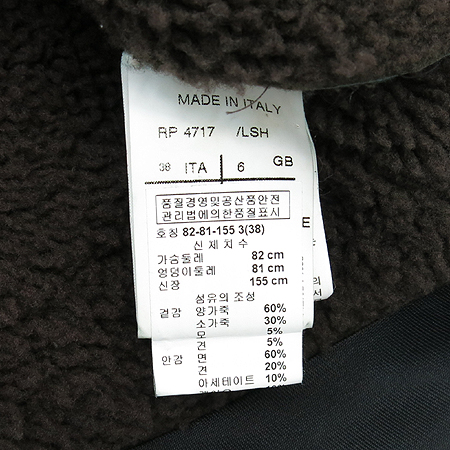 MADE IN ITALY
RP 4717 /LSH
38 ITA 6 GB
품질경영및공산품안전
관리법에의한품질표시
E
호칭 82-81-155 3(38)
신체치수
가슴둘레 82 cm
엉덩이둘레 81 cm
신장 155 cm
섬유의 조성
겉감 양가죽 60%
소가죽 30%
모 5%
견 5%
안감 면 60%
견 20%
아세테이트 10%